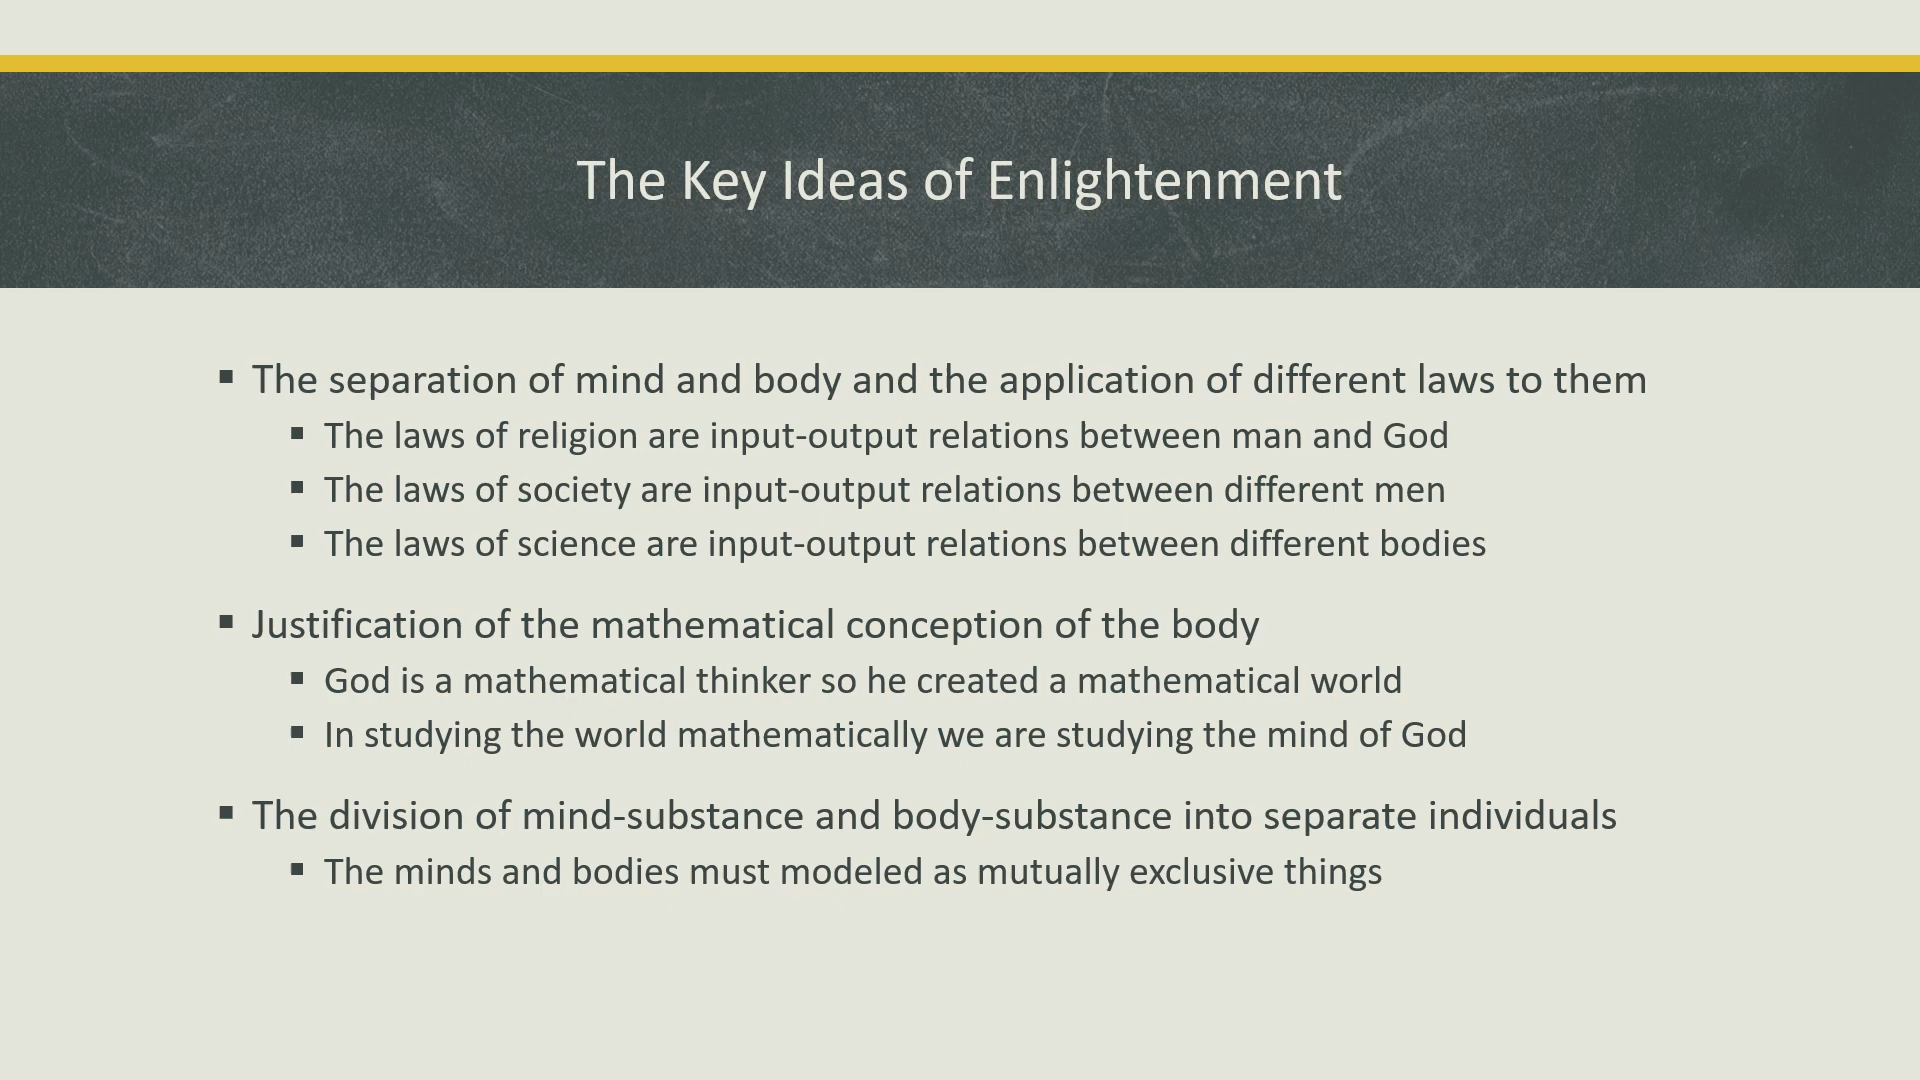 The Key Ideas of Enlightenment
▪ The separation of mind and body and the application of different laws to them
▪ The laws of religion are input-output relations between man and God
▪ The laws of society are input-output relations between different men
▪ The laws of science are input-output relations between different bodies
▪ Justification of the mathematical conception of the body
▪ God is a mathematical thinker so he created a mathematical world
▪ In studying the world mathematically we are studying the mind of God
▪ The division of mind-substance and body-substance into separate individuals
▪ The minds and bodies must modeled as mutually exclusive things